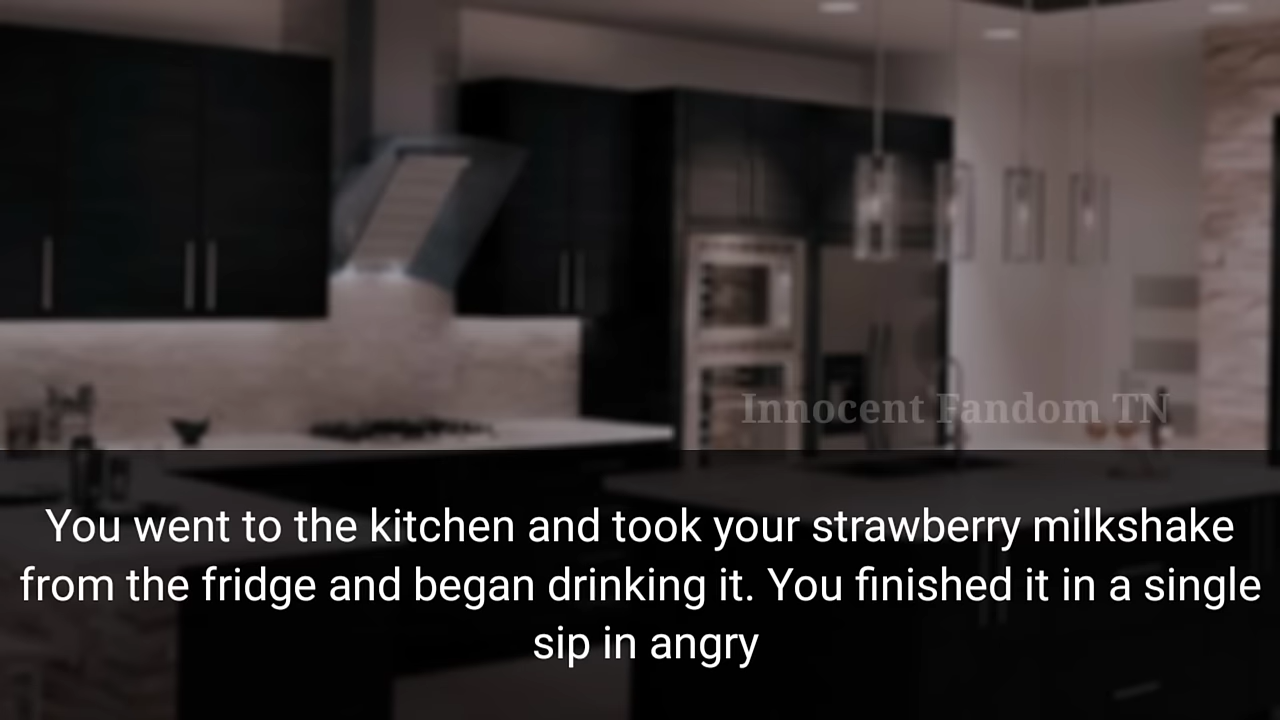 Innocent Fandom TN
You went to the kitchen and took your strawberry milkshake
from the fridge and began drinking it. You finished it in a single
sip in angry